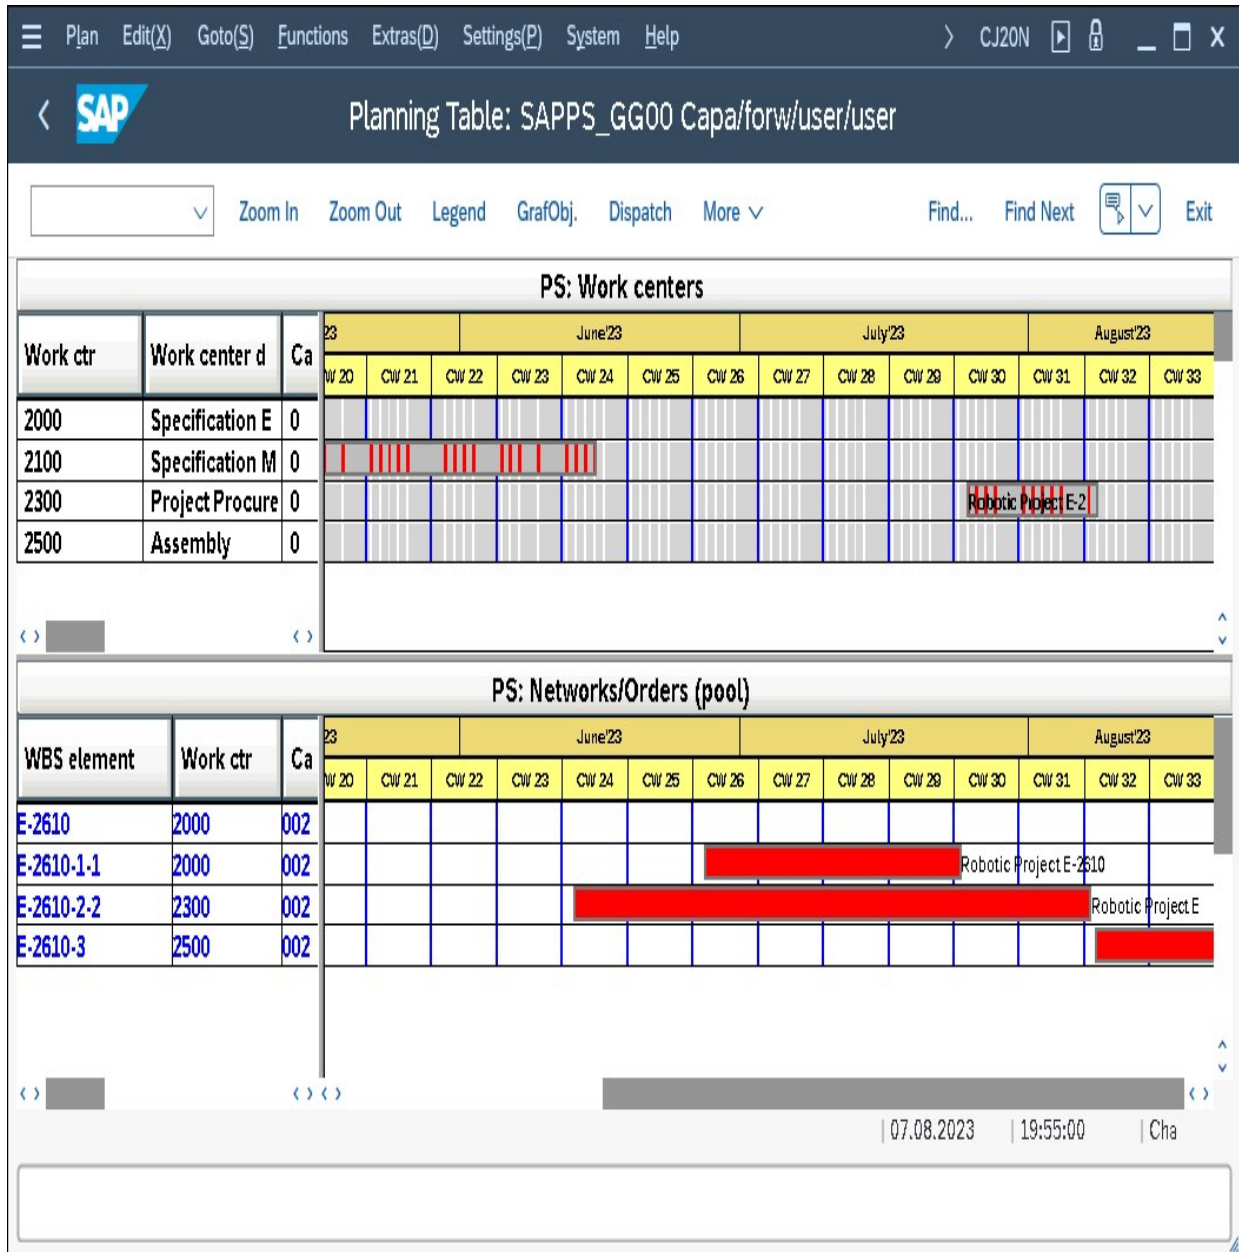 Plan Edit(X) Goto(S) Functions Extras(D) Settings(P) System Help CJ20N
SAP Planning Table: SAPPS_GG00 Capa/forw/user/user
Zoom In Zoom Out Legend GrafObj. Dispatch More Find... Find Next Exit
PS: Work centers
Work ctr Work center d Ca 23 June'23 July'23 August'23
W 20 CW 21 CW 22 CW 23 CW 24 CW 25 CW 26 CW 27 CW 28 CW 29 CW 30 CW 31 CW 32 CW 33
2000 Specification E 0
2100 Specification M 0
2300 Project Procure 0 Robotic Project E-2
2500 Assembly 0
PS: Networks/Orders (pool)
WBS element Work ctr Ca 23 June'23 July'23 August'23
W 20 CW 21 CW 22 CW 23 CW 24 CW 25 CW 26 CW 27 CW 28 CW 29 CW 30 CW 31 CW 32 CW 33
E-2610 2000 002
E-2610-1-1 2000 002 Robotic Project E-2610
E-2610-2-2 2300 002 Robotic Project E
E-2610-3 2500 002
07.08.2023 19:55:00 Cha